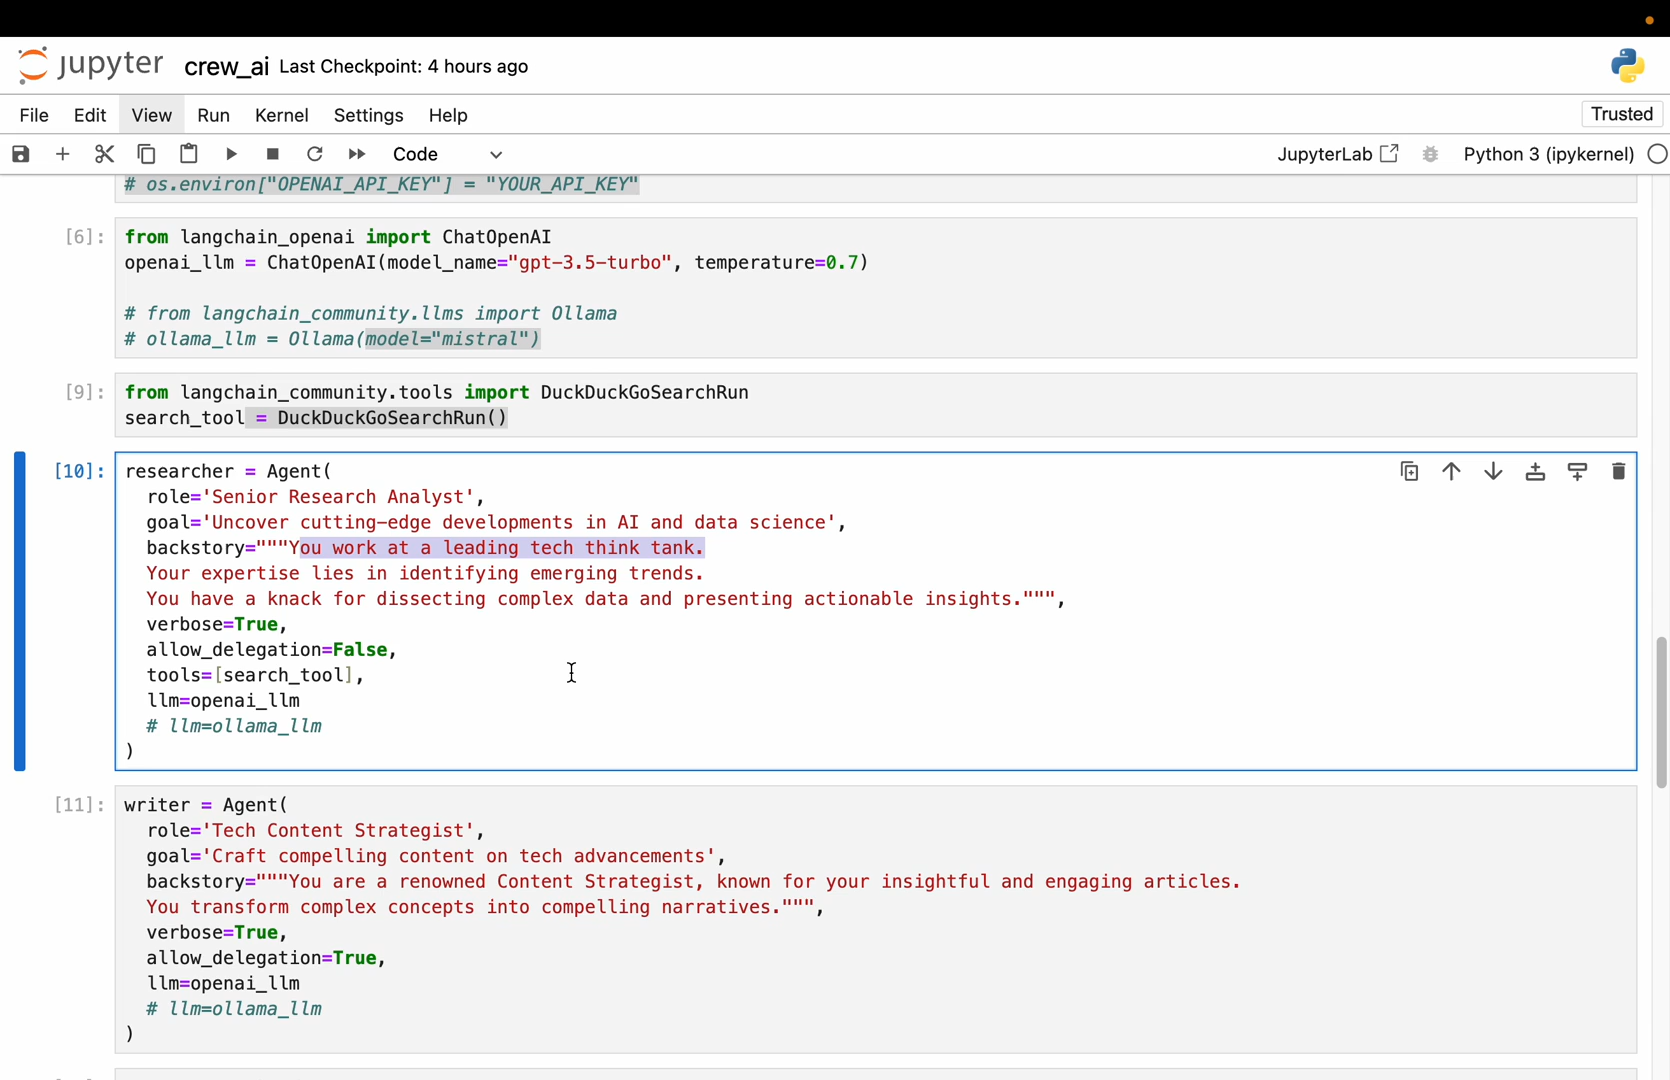 jupyter crew_ai Last Checkpoint: 4 hours ago
File Edit View Run Kernel Settings Help Trusted
Code JupyterLab Python 3 (ipykernel)
# os.environ["OPENAI_API_KEY"] = "YOUR_API_KEY"
[6]: from langchain_openai import ChatOpenAI
openai_llm = ChatOpenAI(model_name="gpt-3.5-turbo", temperature=0.7)
# from langchain_community.llms import Ollama
# ollama_llm = Ollama(model="mistral")
[9]: from langchain_community.tools import DuckDuckGoSearchRun
search_tool = DuckDuckGoSearchRun()
[10]: researcher = Agent(
role='Senior Research Analyst',
goal='Uncover cutting-edge developments in AI and data science',
backstory="""You work at a leading tech think tank.
Your expertise lies in identifying emerging trends.
You have a knack for dissecting complex data and presenting actionable insights.""",
verbose=True,
allow_delegation=False,
tools=[search_tool],
llm=openai_llm
# llm=ollama_llm
)
[11]: writer = Agent(
role='Tech Content Strategist',
goal='Craft compelling content on tech advancements',
backstory="""You are a renowned Content Strategist, known for your insightful and engaging articles.
You transform complex concepts into compelling narratives.""",
verbose=True,
allow_delegation=True,
llm=openai_llm
# llm=ollama_llm
)